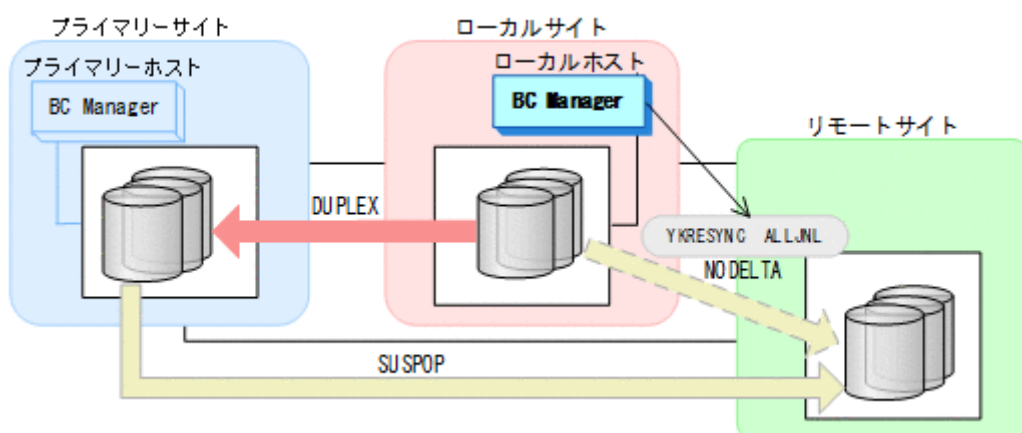 プライマリーサイト
プライマリーホスト
BC Manager
ローカルサイト
ローカルホスト
BC Manager
リモートサイト
DUPLEX
YKRESYNC ALLJNL
NODELTA
SUSPOP